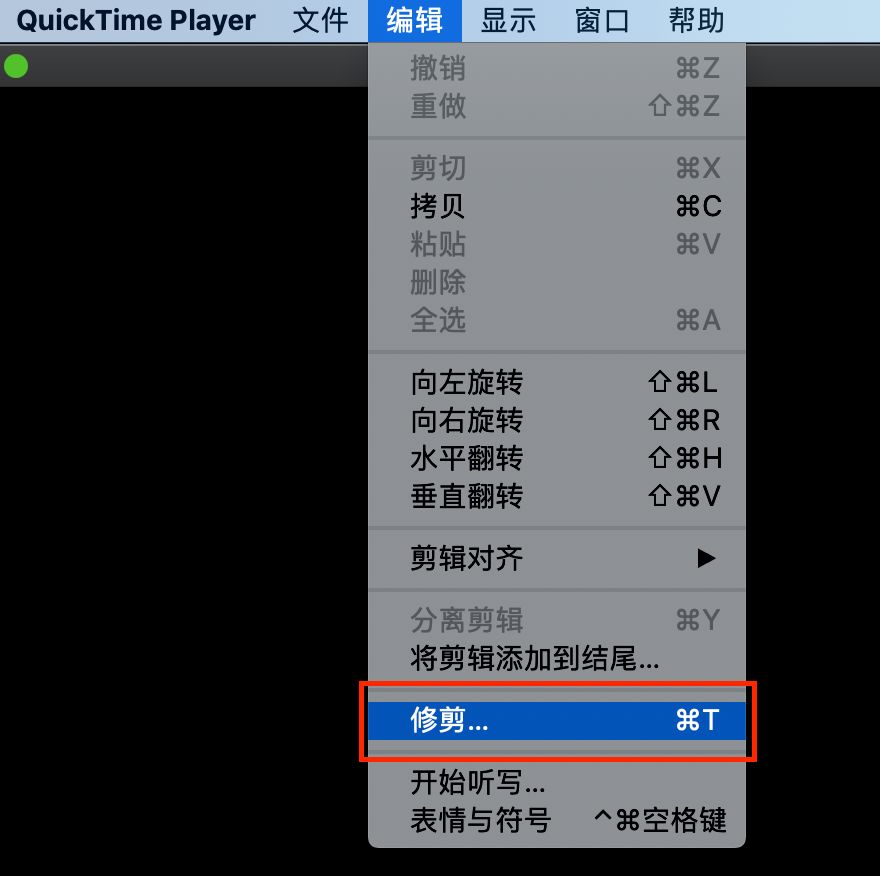 QuickTime Player 文件 编辑 显示 窗口 帮助
撤销 ⌘Z
重做 ⇧⌘Z
剪切 ⌘X
拷贝 ⌘C
粘贴 ⌘V
删除
全选 ⌘A
向左旋转 ⇧⌘L
向右旋转 ⇧⌘R
水平翻转 ⇧⌘H
垂直翻转 ⇧⌘V
剪辑对齐 ▶
分离剪辑 ⌘Y
将剪辑添加到结尾...
修剪... ⌘T
开始听写...
表情与符号 ^⌘空格键